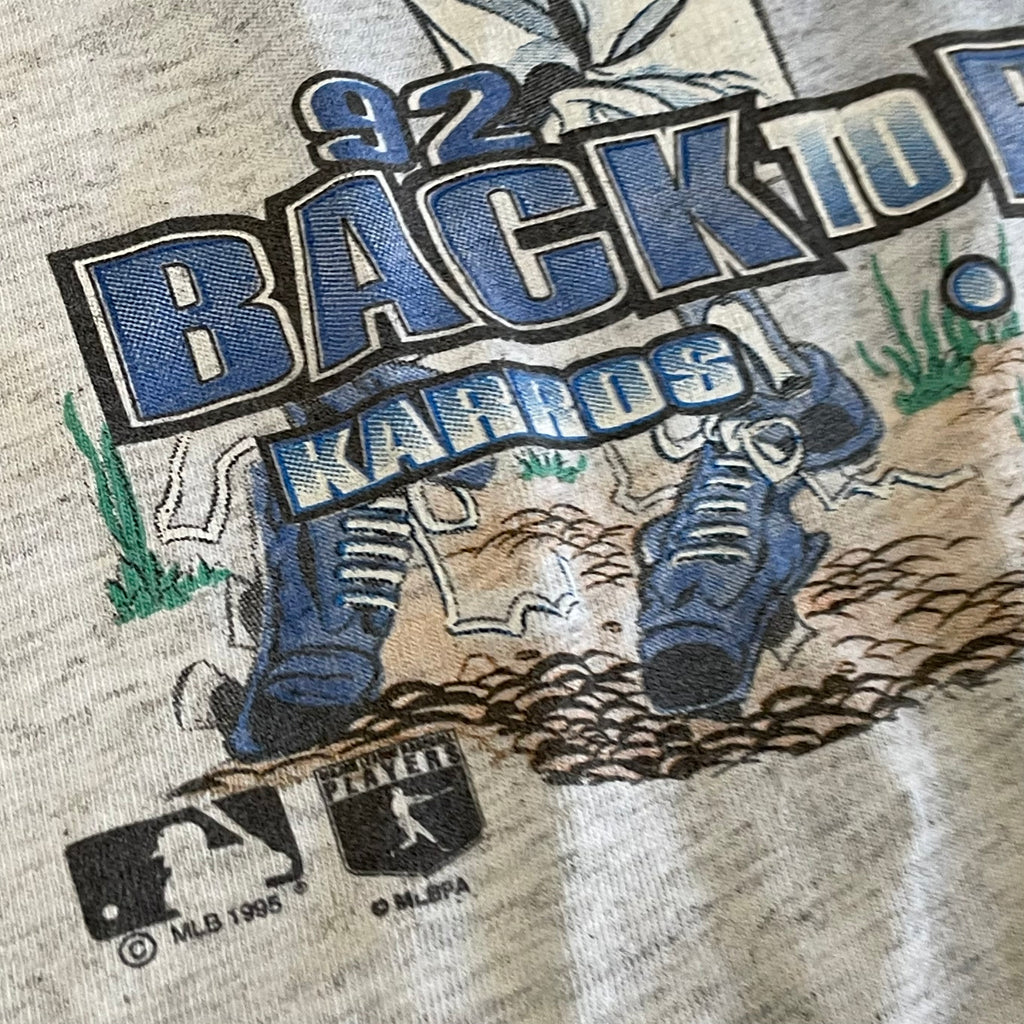 92
BACK TO
KARROS
PLAYERS
© MLB 1995
© MLBPA